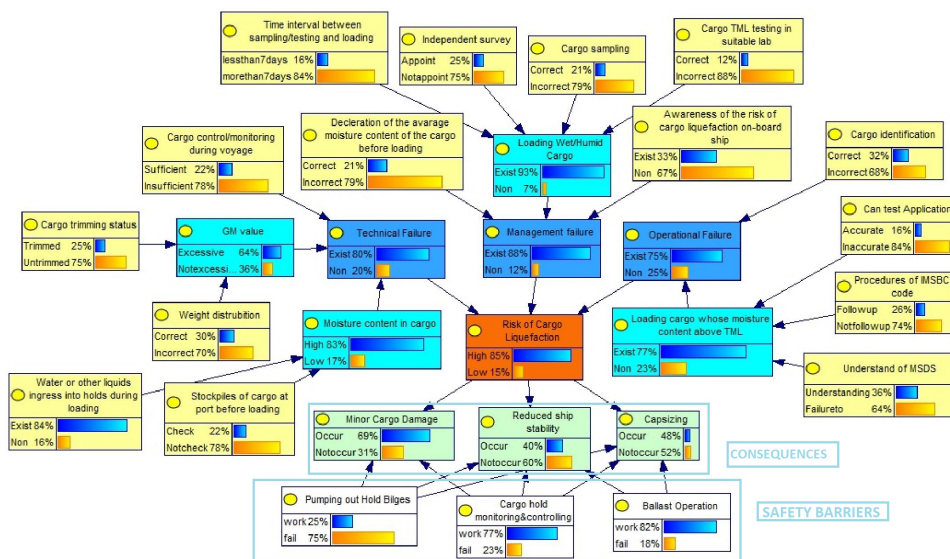 Time interval between
sampling/testing and loading
lessthan7days 16%
morethan7days 84%
Independent survey
Appoint 25%
Notappoint 75%
Cargo sampling
Correct 21%
Incorrect 79%
Cargo TML testing in
suitable lab
Correct 12%
Incorrect 88%
Cargo control/monitoring
during voyage
Sufficient 22%
Insufficient 78%
Decleration of the avarage
moisture content of the cargo
before loading
Correct 21%
Incorrect 79%
Loading Wet/Humid
Cargo
Exist 93%
Non 7%
Awareness of the risk of
cargo liquefaction on-board
ship
Exist 33%
Non 67%
Cargo identification
Correct 32%
Incorrect 68%
Cargo trimming status
Trimmed 25%
Untrimmed 75%
GM value
Excessive 64%
Notexcessi... 36%
Technical Failure
Exist 80%
Non 20%
Management failure
Exist 88%
Non 12%
Operational Failure
Exist 75%
Non 25%
Can test Application
Accurate 16%
Inaccurate 84%
Procedures of IMSBC
code
Followup 26%
Notfollowup 74%
Weight distrubition
Correct 30%
Incorrect 70%
Moisture content in cargo
High 83%
Low 17%
Risk of Cargo
Liquefaction
High 85%
Low 15%
Loading cargo whose moisture
content above TML
Exist 77%
Non 23%
Understand of MSDS
Understanding 36%
Failureto 64%
Water or other liquids
ingress into holds during
loading
Exist 84%
Non 16%
Stockpiles of cargo at
port before loading
Check 22%
Notcheck 78%
Minor Cargo Damage
Occur 69%
Notoccur 31%
Reduced ship
stability
Occur 40%
Notoccur 60%
Capsizing
Occur 48%
Notoccur 52%
CONSEQUENCES
Pumping out Hold Bilges
work 25%
fail 75%
Cargo hold
monitoring&controlling
work 77%
fail 23%
Ballast Operation
work 82%
fail 18%
SAFETY BARRIERS